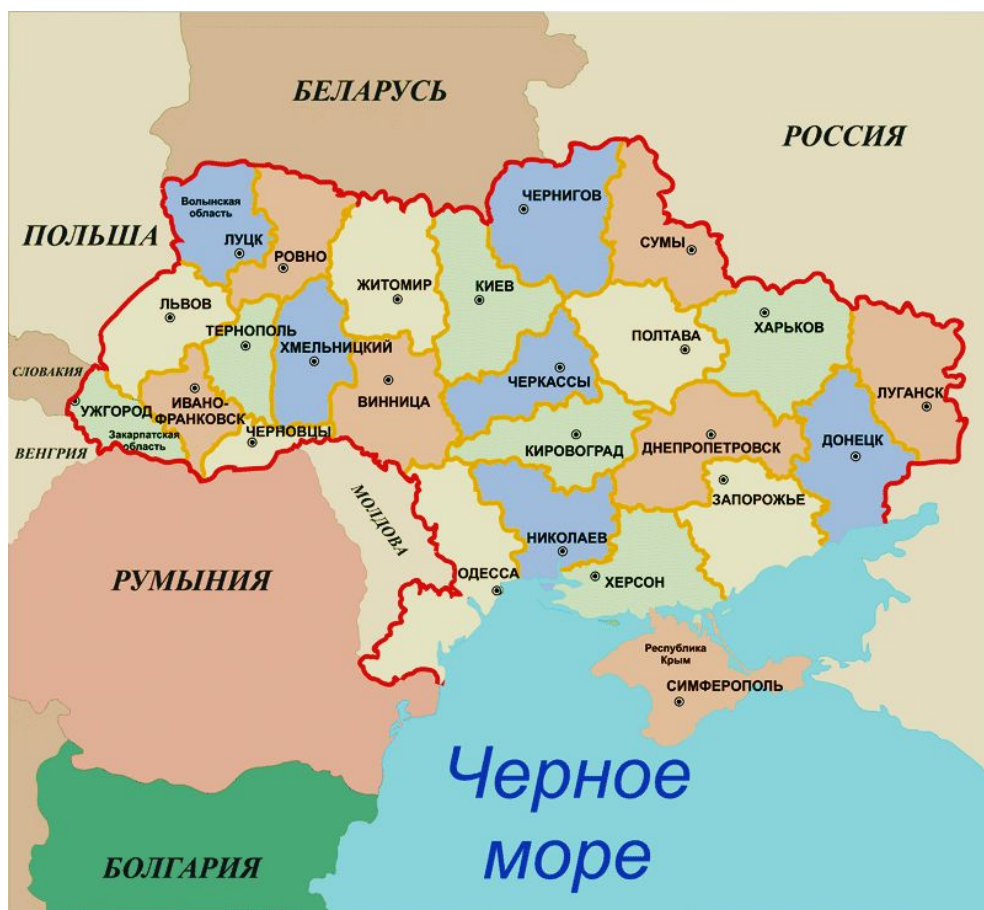 БЕЛАРУСЬ
РОССИЯ
ПОЛЬША
Волынская
область
ЛУЦК
РОВНО
ЖИТОМИР
КИЕВ
ЧЕРНИГОВ
СУМЫ
ЛЬВОВ
ТЕРНОПОЛЬ
ХМЕЛЬНИЦКИЙ
ВИННИЦА
ЧЕРКАССЫ
ПОЛТАВА
ХАРЬКОВ
ЛУГАНСК
СЛОВАКИЯ
УЖГОРОД
Закарпатская
область
ИВАНО-
ФРАНКОВСК
ЧЕРНОВЦЫ
КИРОВОГРАД
ДНЕПРОПЕТРОВСК
ДОНЕЦК
ВЕНГРИЯ
МОЛДОВА
ЗАПОРОЖЬЕ
НИКОЛАЕВ
РУМЫНИЯ
ОДЕССА
ХЕРСОН
Республика
Крым
СИМФЕРОПОЛЬ
Черное
море
БОЛГАРИЯ